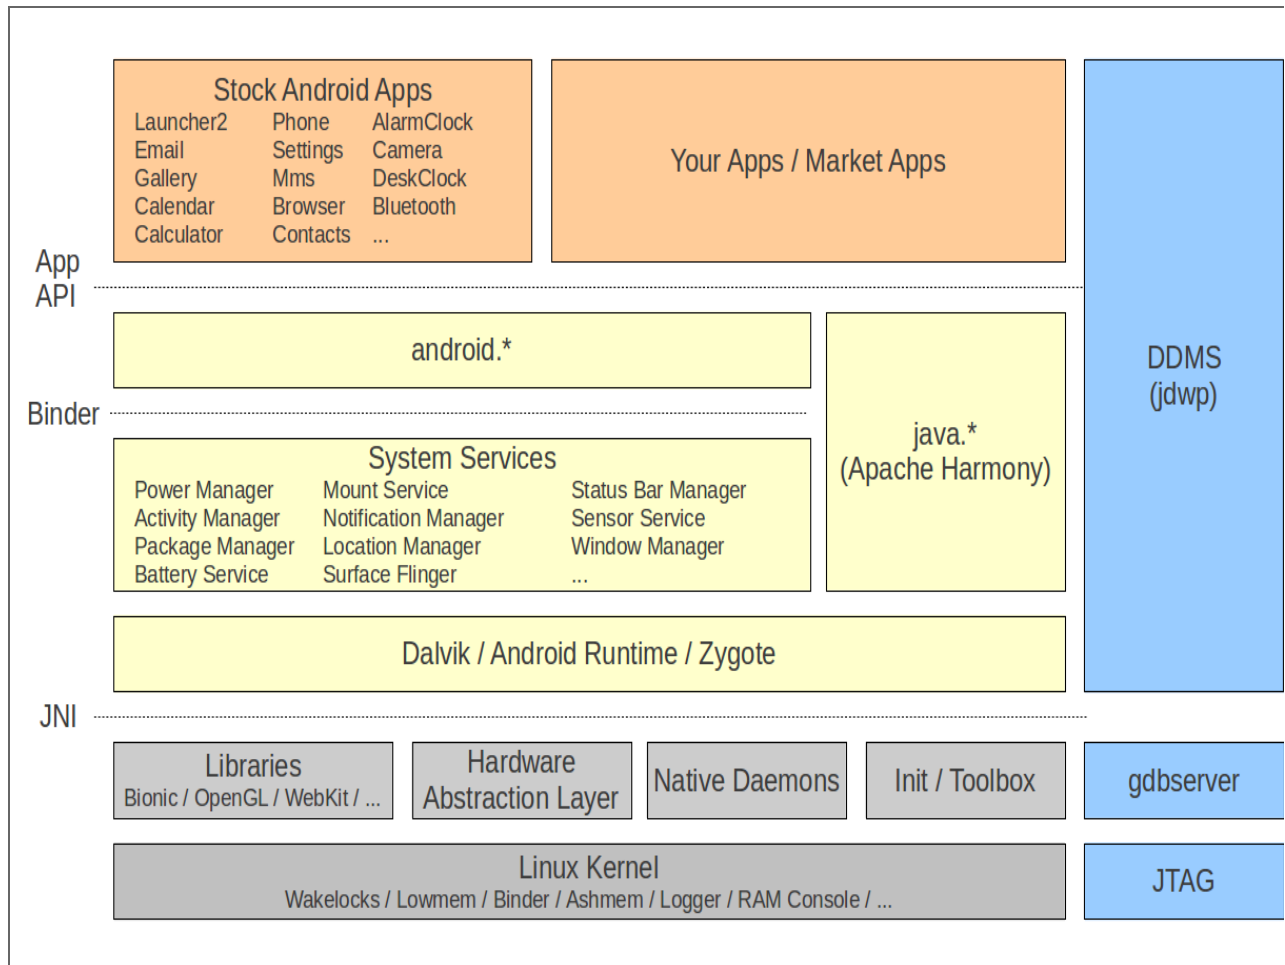 Stock Android Apps
Launcher2 Phone AlarmClock
Email Settings Camera
Gallery Mms DeskClock
Calendar Browser Bluetooth
Calculator Contacts ...
Your Apps / Market Apps
App
API
android.*
Binder
System Services
Power Manager Mount Service Status Bar Manager
Activity Manager Notification Manager Sensor Service
Package Manager Location Manager Window Manager
Battery Service Surface Flinger ...
java.*
(Apache Harmony)
DDMS
(jdwp)
Dalvik / Android Runtime / Zygote
JNI
Libraries
Bionic / OpenGL / WebKit / ...
Hardware
Abstraction Layer
Native Daemons
Init / Toolbox
gdbserver
Linux Kernel
Wakelocks / Lowmem / Binder / Ashmem / Logger / RAM Console / ...
JTAG